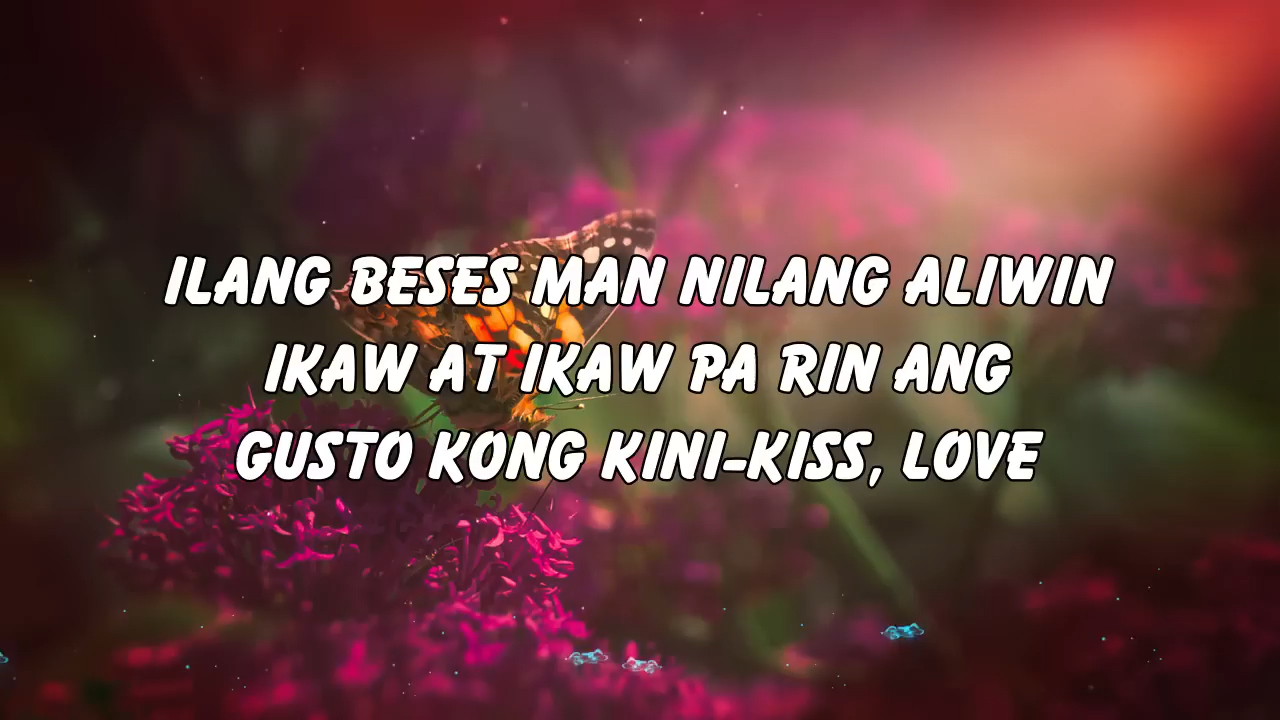 ILANG BESES MAN NILANG ALIWIN
IKAW AT IKAW PA RIN ANG
GUSTO KONG KINI-KISS, LOVE